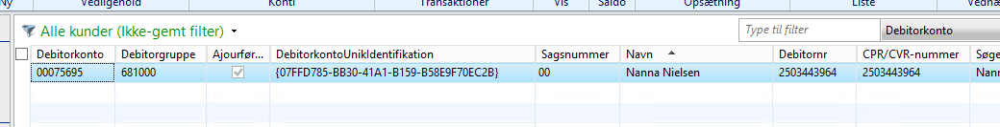 Ny Vedligehold Konti Transaktioner Vis Saldo Opsætning Liste
Alle kunder (Ikke-gemt filter) Type til filter Debitorkonto
Debitorkonto Debitorgruppe Ajourfør... DebitorkontoUnikIdentifikation Sagsnummer Navn Debitornr CPR/CVR-nummer Søge
00075695 681000 {07FFD785-BB30-41A1-B159-B58E9F70EC2B} 00 Nanna Nielsen 2503443964 2503443964 Nann